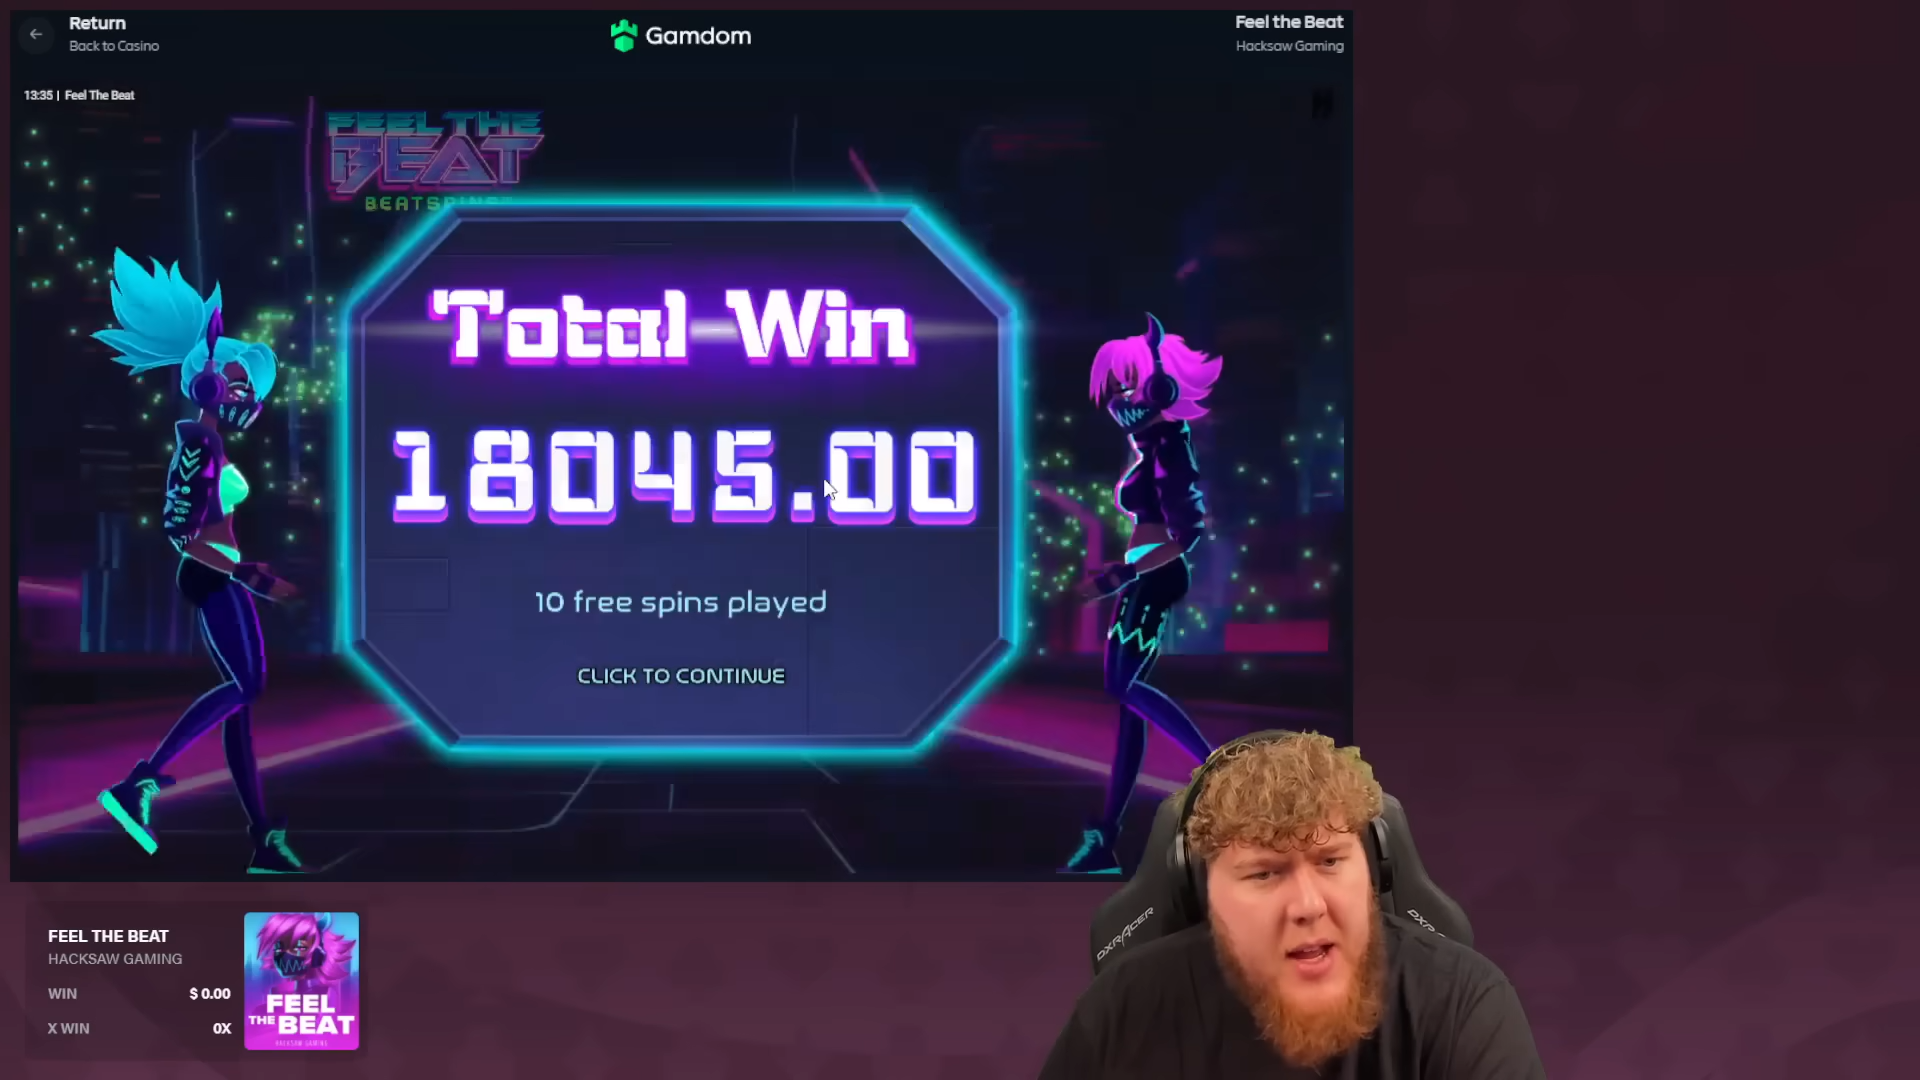 Return
Back to Casino
Gamdom
Feel the Beat
Hacksaw Gaming
13:35 | Feel The Beat
FEEL THE
BEAT
Total Win
18045.00
10 free spins played
CLICK TO CONTINUE
FEEL THE BEAT
HACKSAW GAMING
WIN $ 0.00
X WIN 0X
FEEL
THE BEAT
HACKSAW GAMING
DXRACER